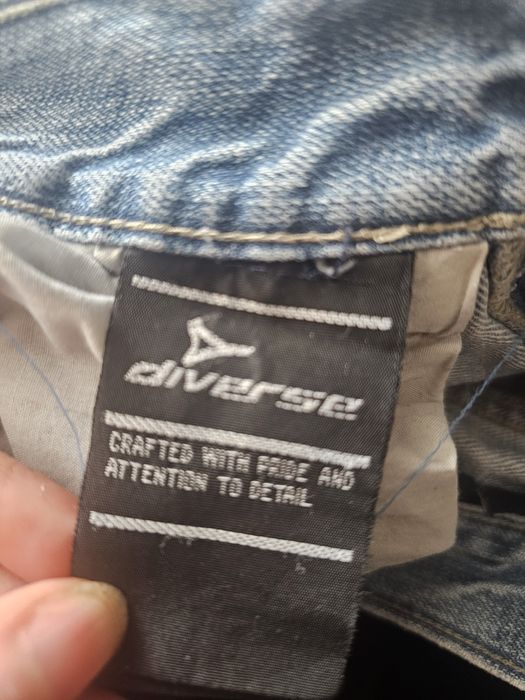 diverse
CRAFTED WITH PRIDE AND
ATTENTION TO DETAIL